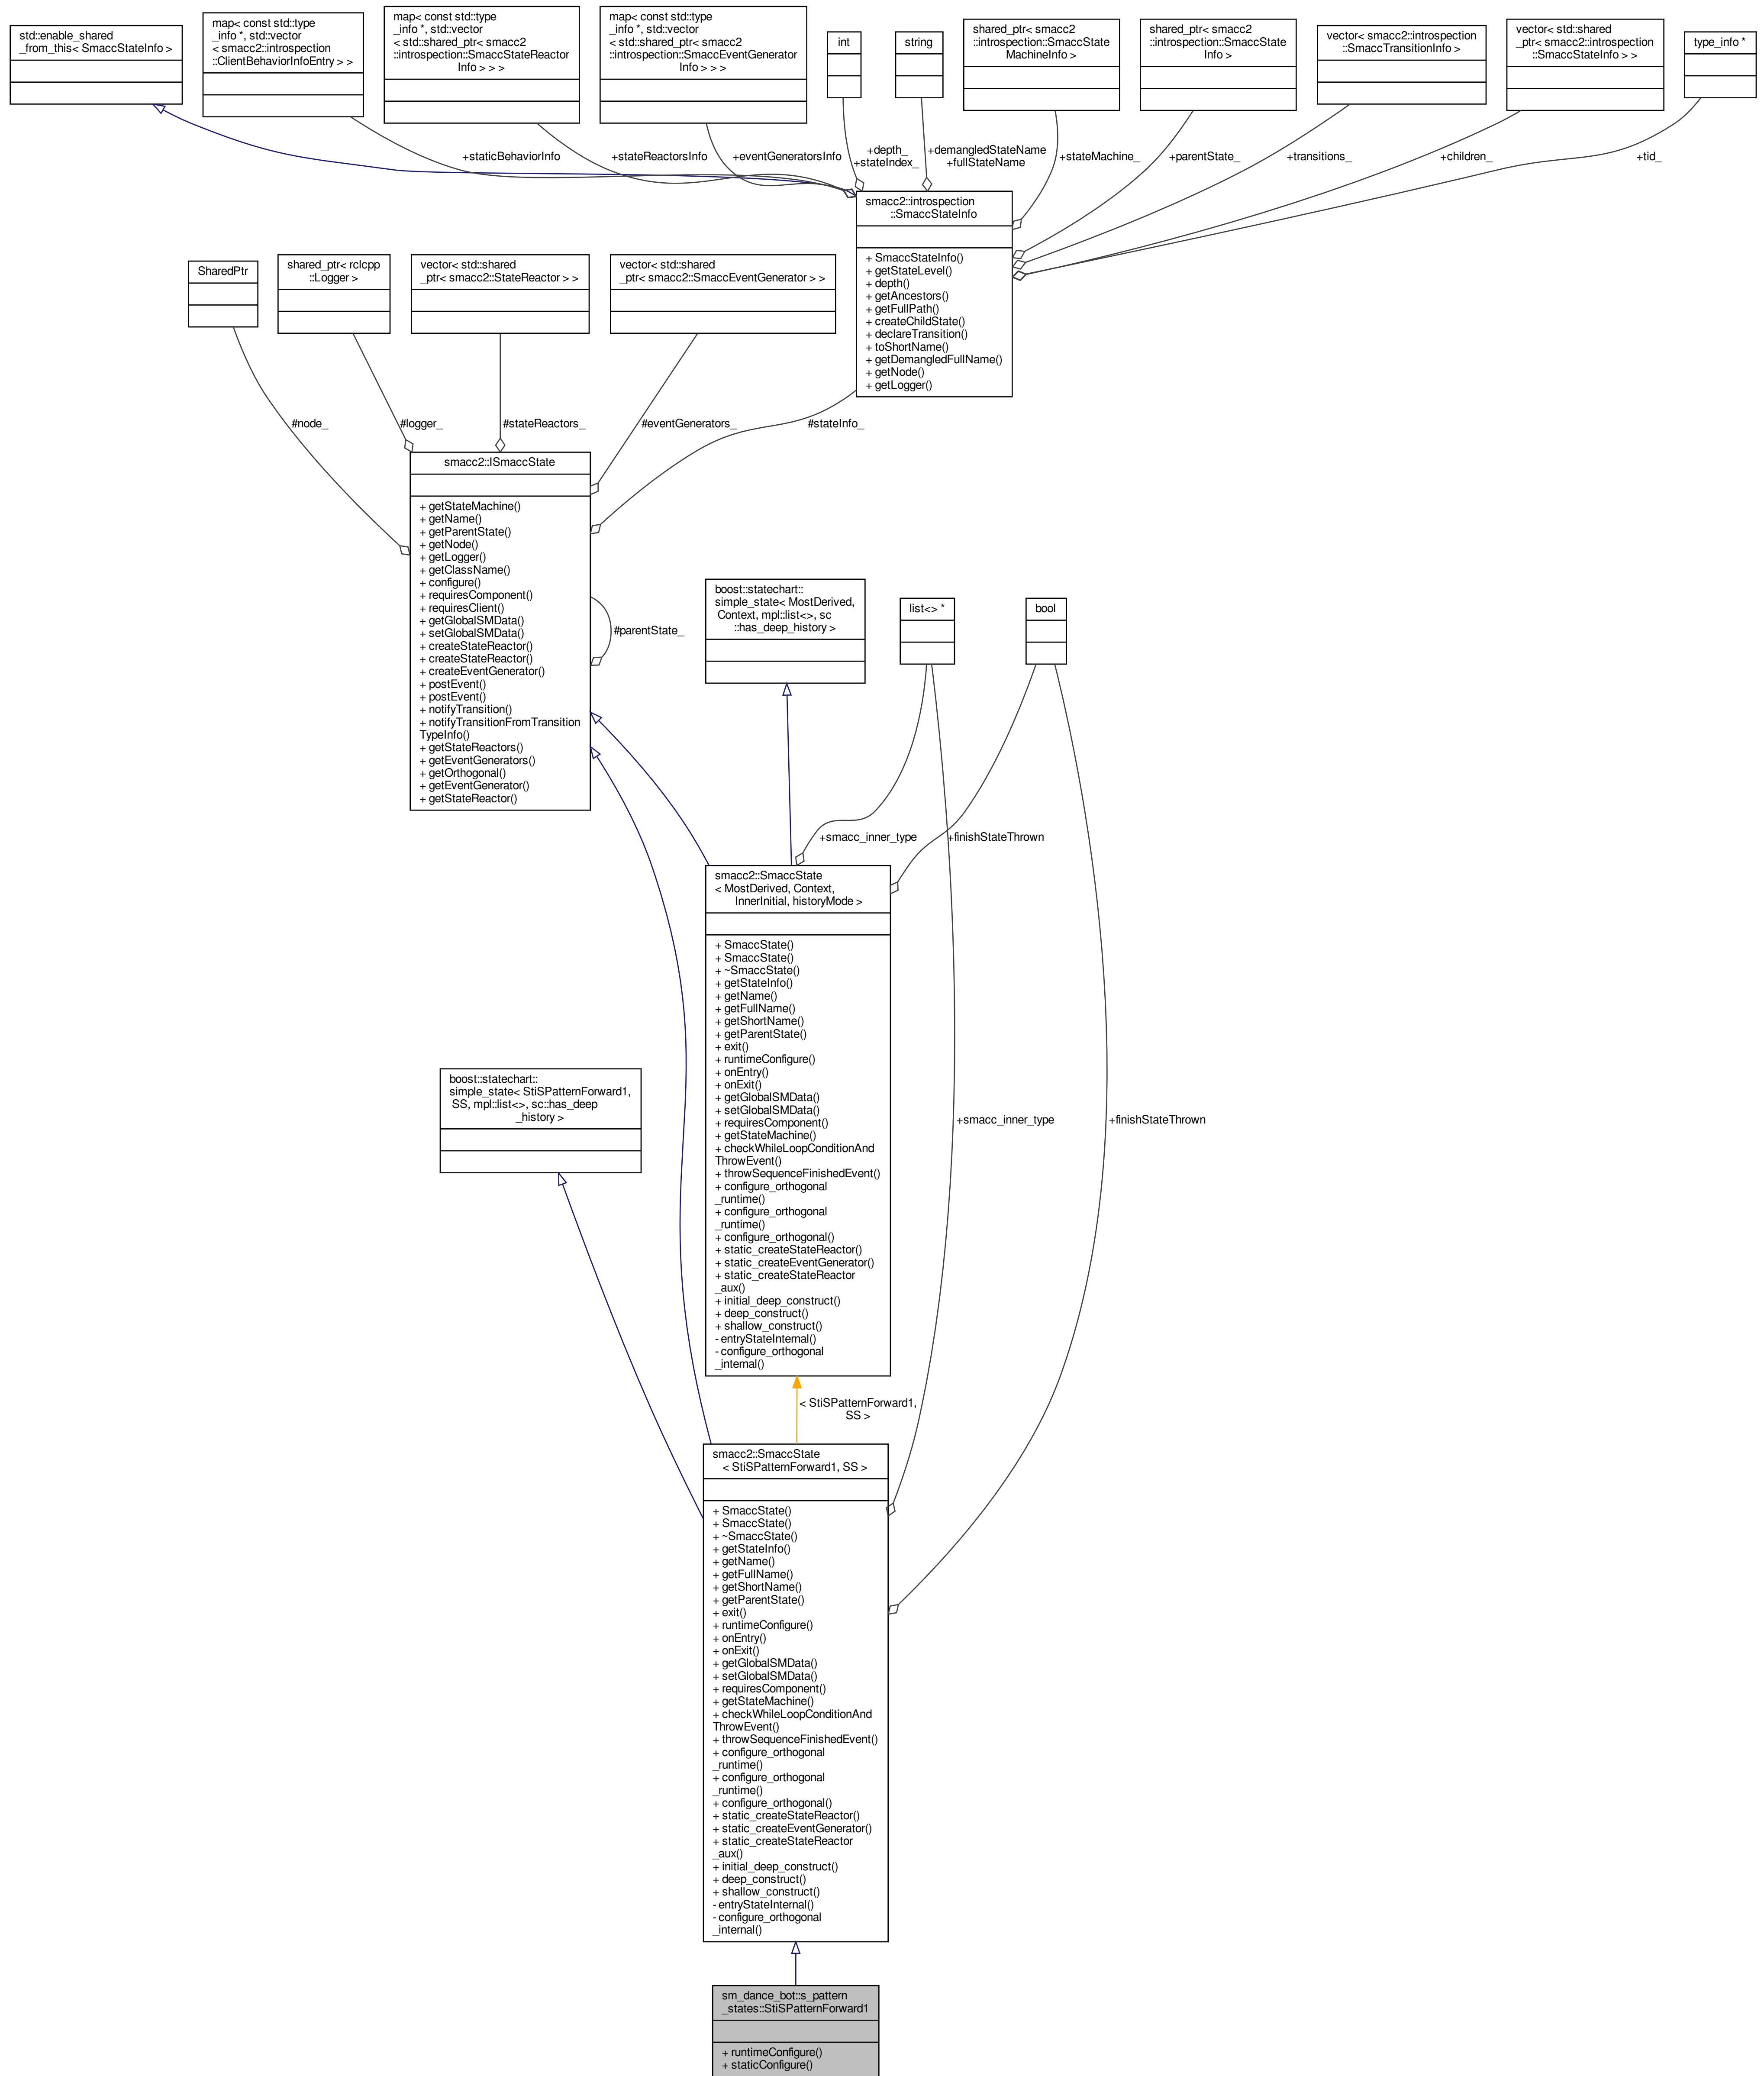 std::enable_shared
_from_this< SmaccStateInfo >
map< const std::type
_info *, std::vector
< smacc2::introspection
::ClientBehaviorInfoEntry > >
map< const std::type
_info *, std::vector
< std::shared_ptr< smacc2
::introspection::SmaccStateReactor
Info > > >
map< const std::type
_info *, std::vector
< std::shared_ptr< smacc2
::introspection::SmaccEventGenerator
Info > > >
int
string
shared_ptr< smacc2
::introspection::SmaccState
MachineInfo >
shared_ptr< smacc2
::introspection::SmaccState
Info >
vector< smacc2::introspection
::SmaccTransitionInfo >
vector< std::shared
_ptr< smacc2::introspection
::SmaccStateInfo > >
type_info *
+staticBehaviorInfo
+stateReactorsInfo
+eventGeneratorsInfo
+depth_
+stateIndex_
+demangledStateName
+fullStateName
+stateMachine_
+parentState_
+transitions_
+children_
+tid_
smacc2::introspection
::SmaccStateInfo
+ SmaccStateInfo()
+ getStateLevel()
+ depth()
+ getAncestors()
+ getFullPath()
+ createChildState()
+ declareTransition()
+ toShortName()
+ getDemangledFullName()
+ getNode()
+ getLogger()
SharedPtr
shared_ptr< rclcpp
::Logger >
vector< std::shared
_ptr< smacc2::StateReactor > >
vector< std::shared
_ptr< smacc2::SmaccEventGenerator > >
#node_
#logger_
#stateReactors_
#eventGenerators_
#stateInfo_
smacc2::ISmaccState
+ getStateMachine()
+ getName()
+ getParentState()
+ getNode()
+ getLogger()
+ getClassName()
+ configure()
+ requiresComponent()
+ requiresClient()
+ getGlobalSMData()
+ setGlobalSMData()
+ createStateReactor()
+ createStateReactor()
+ createEventGenerator()
+ postEvent()
+ postEvent()
+ notifyTransition()
+ notifyTransitionFromTransition
TypeInfo()
+ getStateReactors()
+ getEventGenerators()
+ getOrthogonal()
+ getEventGenerator()
+ getStateReactor()
#parentState_
boost::statechart::
simple_state< MostDerived,
Context, mpl::list<>, sc
::has_deep_history >
list<> *
bool
+smacc_inner_type
+finishStateThrown
smacc2::SmaccState
< MostDerived, Context,
InnerInitial, historyMode >
+ SmaccState()
+ SmaccState()
+ ~SmaccState()
+ getStateInfo()
+ getName()
+ getFullName()
+ getShortName()
+ getParentState()
+ exit()
+ runtimeConfigure()
+ onEntry()
+ onExit()
+ getGlobalSMData()
+ setGlobalSMData()
+ requiresComponent()
+ getStateMachine()
+ checkWhileLoopConditionAnd
ThrowEvent()
+ throwSequenceFinishedEvent()
+ configure_orthogonal
_runtime()
+ configure_orthogonal
_runtime()
+ configure_orthogonal()
+ static_createStateReactor()
+ static_createEventGenerator()
+ static_createStateReactor
_aux()
+ initial_deep_construct()
+ deep_construct()
+ shallow_construct()
- entryStateInternal()
- configure_orthogonal
_internal()
boost::statechart::
simple_state< StiSPatternForward1,
SS, mpl::list<>, sc::has_deep
_history >
+smacc_inner_type
+finishStateThrown
< StiSPatternForward1,
SS >
smacc2::SmaccState
< StiSPatternForward1, SS >
+ SmaccState()
+ SmaccState()
+ ~SmaccState()
+ getStateInfo()
+ getName()
+ getFullName()
+ getShortName()
+ getParentState()
+ exit()
+ runtimeConfigure()
+ onEntry()
+ onExit()
+ getGlobalSMData()
+ setGlobalSMData()
+ requiresComponent()
+ getStateMachine()
+ checkWhileLoopConditionAnd
ThrowEvent()
+ throwSequenceFinishedEvent()
+ configure_orthogonal
_runtime()
+ configure_orthogonal
_runtime()
+ configure_orthogonal()
+ static_createStateReactor()
+ static_createEventGenerator()
+ static_createStateReactor
_aux()
+ initial_deep_construct()
+ deep_construct()
+ shallow_construct()
- entryStateInternal()
- configure_orthogonal
_internal()
sm_dance_bot::s_pattern
_states::StiSPatternForward1
+ runtimeConfigure()
+ staticConfigure()